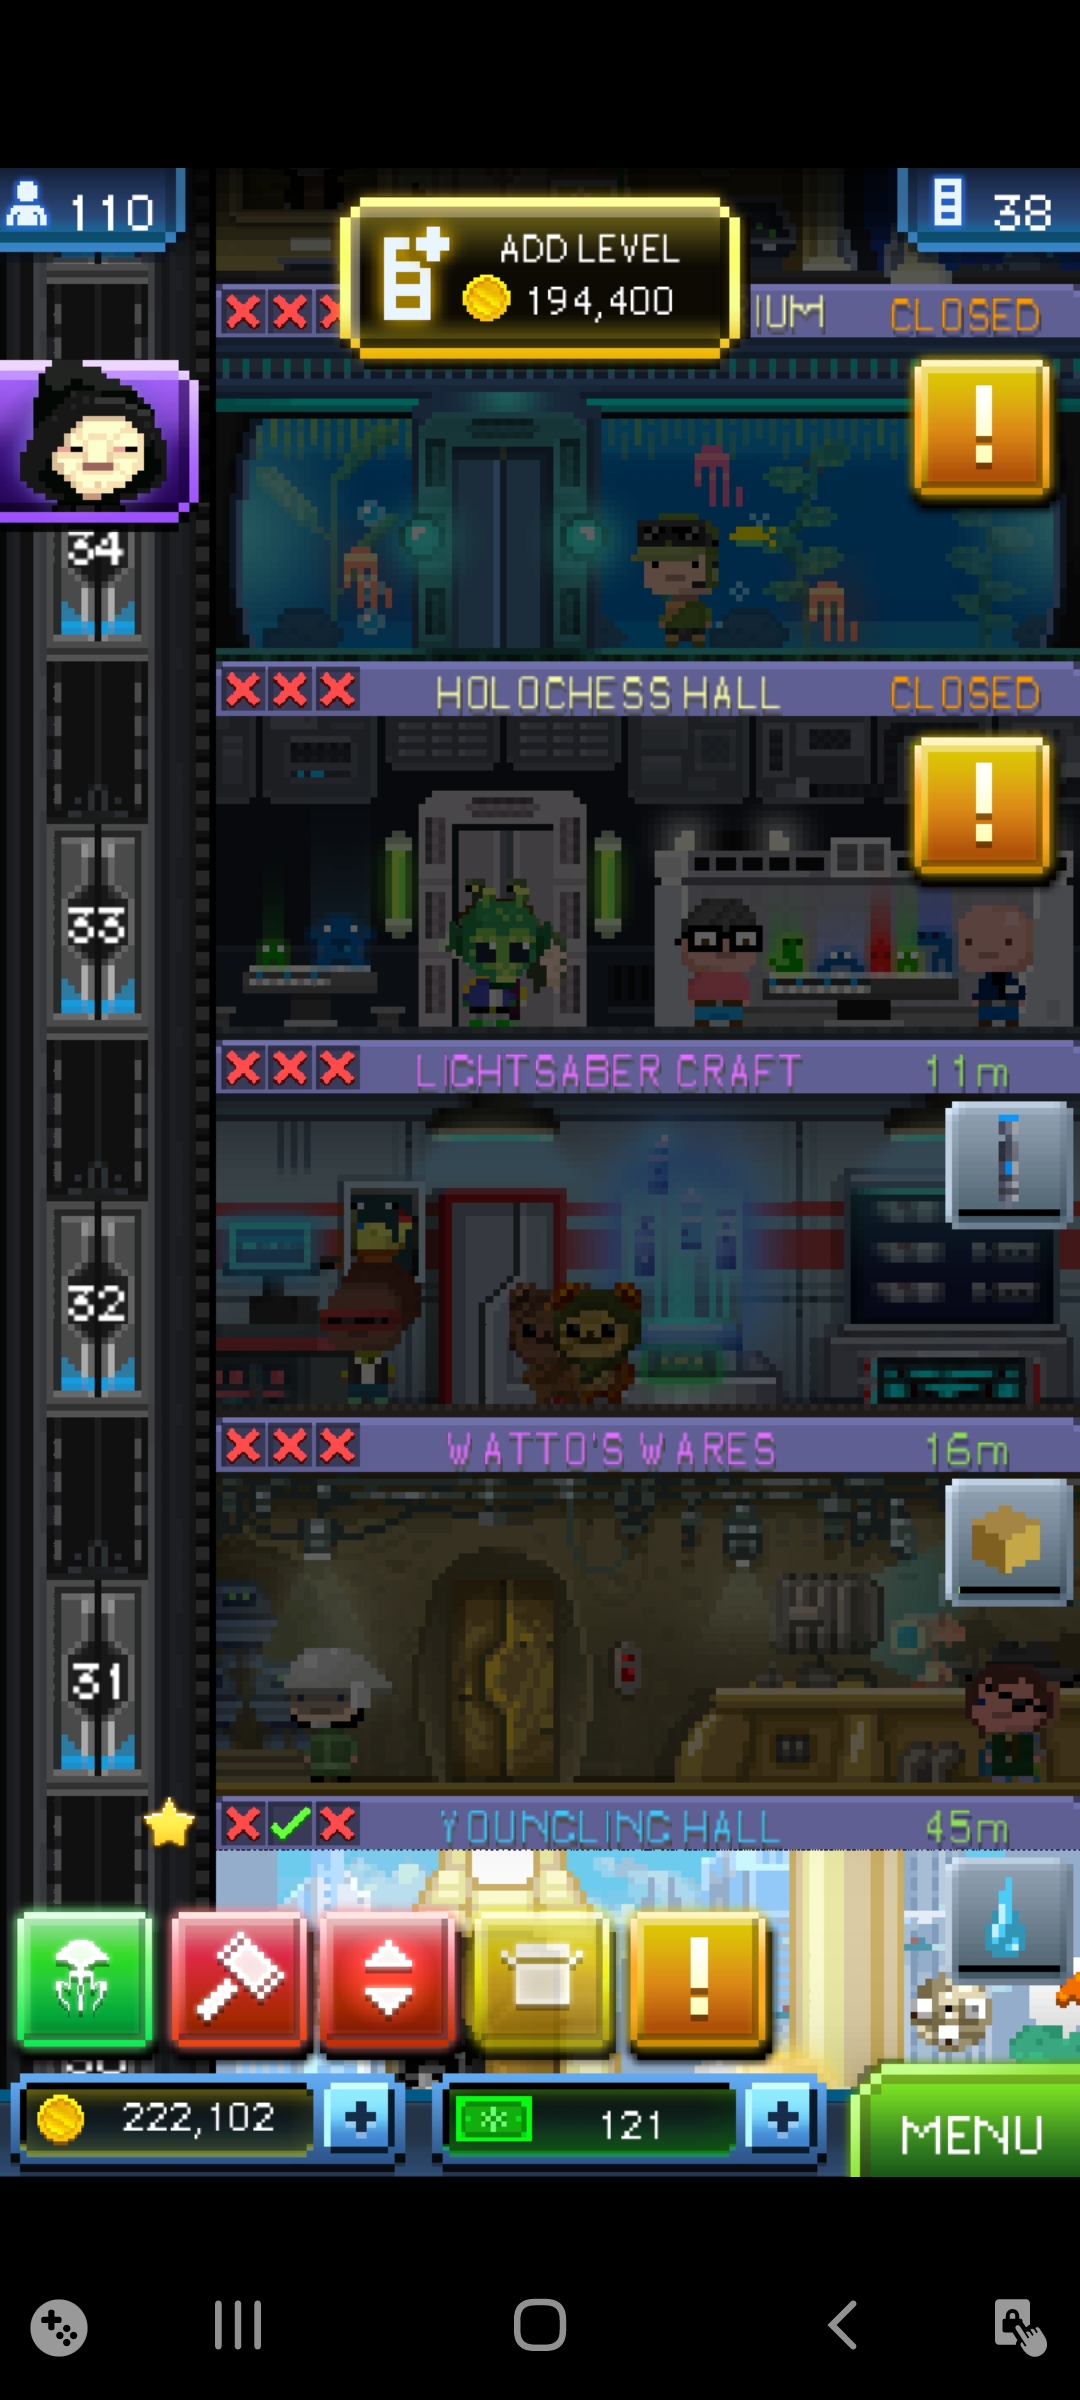 110
ADD LEVEL
194,400
38
IUM
CLOSED
34
HOLOCHESS HALL
CLOSED
33
LIGHTSABER CRAFT
11m
32
WATTO'S WARES
16m
31
YOUNGLING HALL
45m
222,102
121
MENU